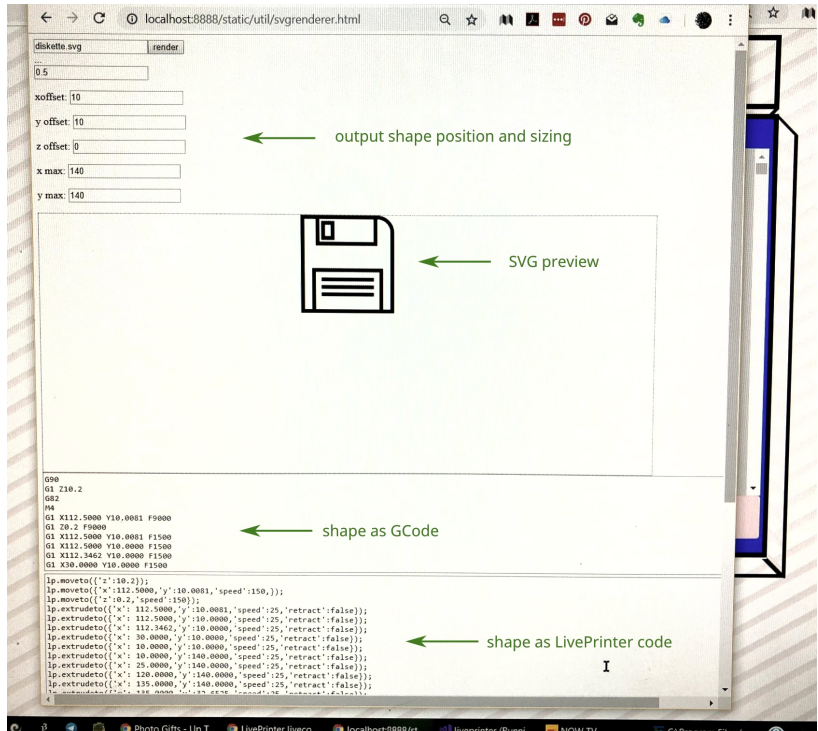 localhost:8888/static/util/svgrenderer.html
diskette.svg render
...
0.5
xoffset: 10
y offset: 10
output shape position and sizing
z offset: 0
x max: 140
y max: 140
SVG preview
G90
G1 Z10.2
G82
M4
G1 X112.5000 Y10.0081 F9000
G1 Z0.2 F9000
shape as GCode
G1 X112.5000 Y10.0081 F1500
G1 X112.5000 Y10.0000 F1500
G1 X112.3462 Y10.0000 F1500
G1 X30.0000 Y10.0000 F1500
lp.moveto({'z':10.2});
lp.moveto({'x':112.5000,'y':10.0081,'speed':150,});
lp.moveto({'z':0.2,'speed':150});
lp.extrudeto({'x': 112.5000,'y':10.0081,'speed':25,'retract':false});
lp.extrudeto({'x': 112.5000,'y':10.0000,'speed':25,'retract':false});
lp.extrudeto({'x': 112.3462,'y':10.0000,'speed':25,'retract':false});
lp.extrudeto({'x': 30.0000,'y':10.0000,'speed':25,'retract':false});
lp.extrudeto({'x': 10.0000,'y':10.0000,'speed':25,'retract':false});
shape as LivePrinter code
lp.extrudeto({'x': 10.0000,'y':140.0000,'speed':25,'retract':false});
lp.extrudeto({'x': 25.0000,'y':140.0000,'speed':25,'retract':false});
lp.extrudeto({'x': 120.0000,'y':140.0000,'speed':25,'retract':false});
lp.extrudeto({'x': 135.0000,'y':140.0000,'speed':25,'retract':false});
Photo Gifts - Up T LivePrinter liveco localhost:8888/st liveprinter (Runni NOW TV